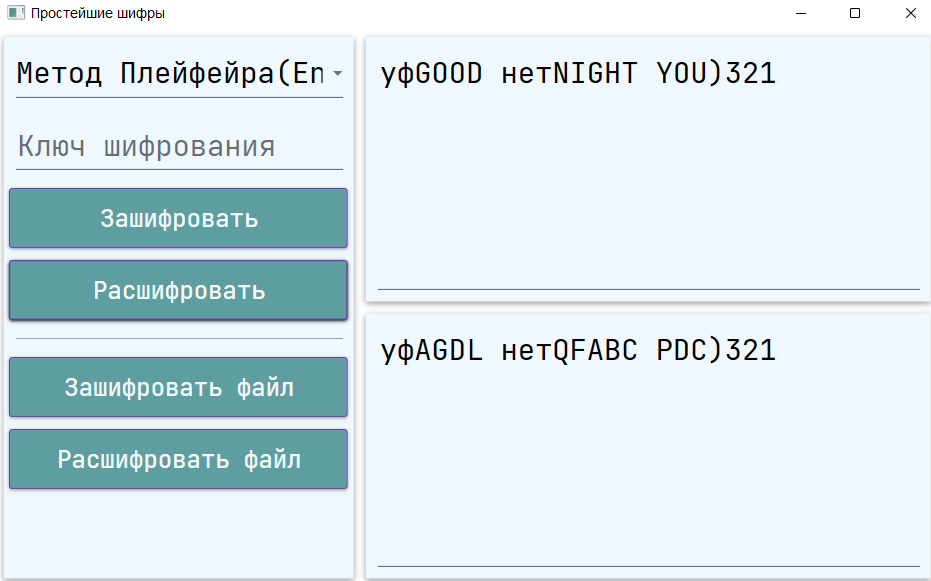 Простейшие шифры
Метод Плейфейра(En
Ключ шифрования
Зашифровать
Расшифровать
Зашифровать файл
Расшифровать файл
уфGOOD нетNIGHT YOU)321
уфAGDL нетQFABC PDC)321